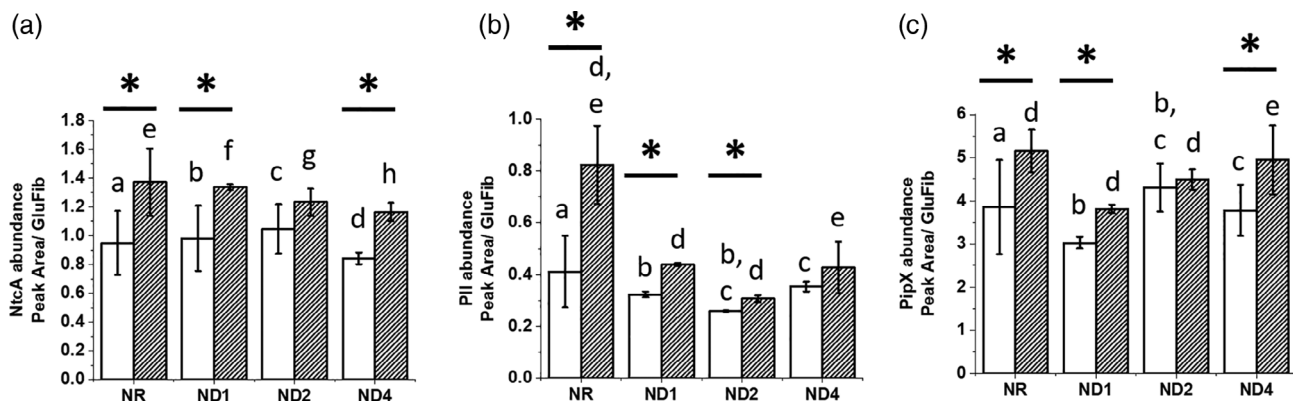 (a)
NtcA abundance
Peak Area/ GluFib
1.8
1.6
1.4
1.2
1.0
0.8
0.6
0.4
0.2
0.0
*
*
*
a
e
b
f
c
g
d
h
NR
ND1
ND2
ND4
(b)
PII abundance
Peak Area/ GluFib
1.0
0.8
0.6
0.4
0.2
0.0
*
*
*
a
d,
e
b
d
b,
c
d
c
e
NR
ND1
ND2
ND4
(c)
PipX abundance
Peak Area/ GluFib
6
5
4
3
2
1
0
*
*
*
a
d
b
d
b,
c
d
c
e
NR
ND1
ND2
ND4